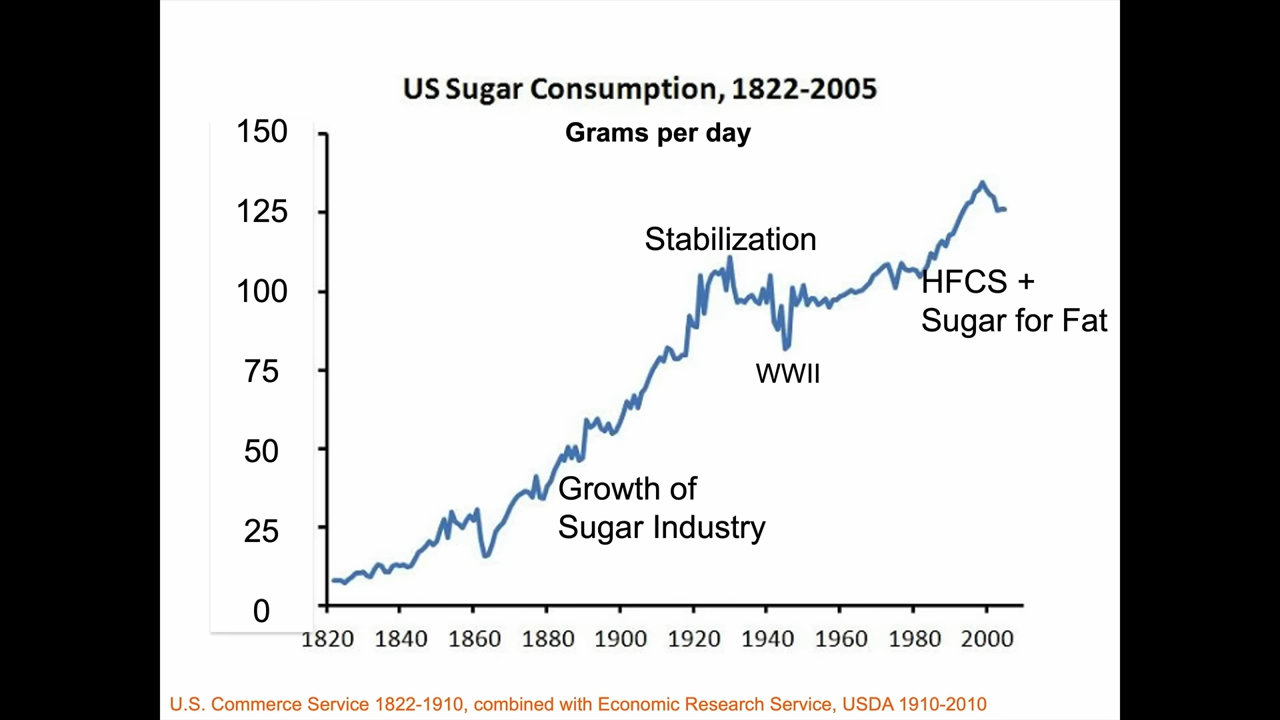 US Sugar Consumption, 1822-2005
Grams per day
150
125
100
75
50
25
0
Stabilization
HFCS +
Sugar for Fat
WWII
Growth of
Sugar Industry
1820 1840 1860 1880 1900 1920 1940 1960 1980 2000
U.S. Commerce Service 1822-1910, combined with Economic Research Service, USDA 1910-2010